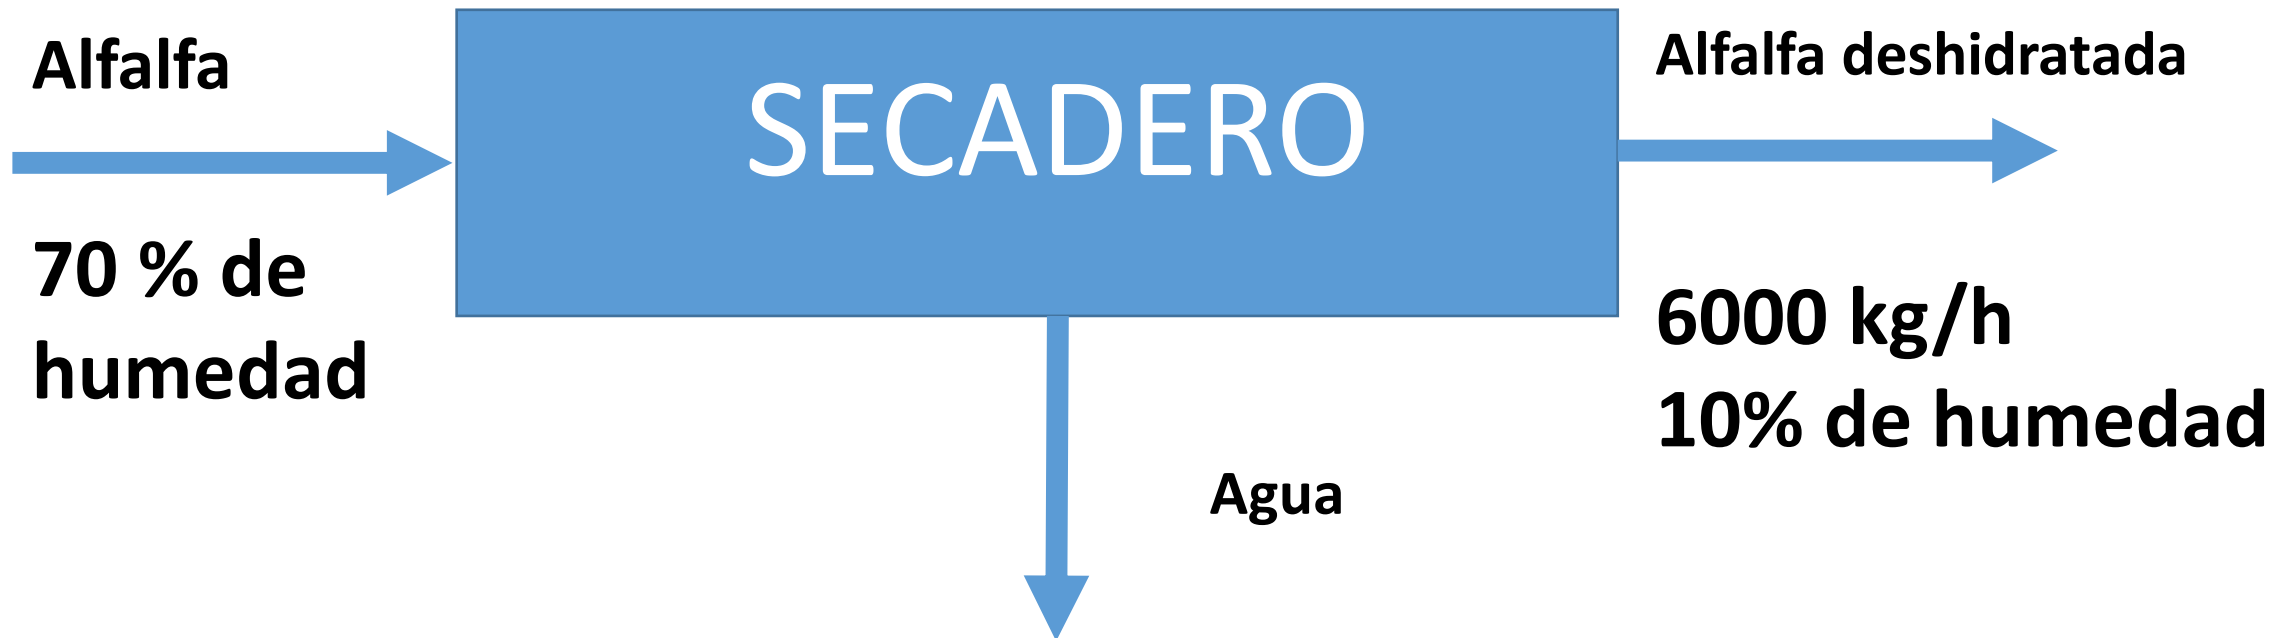 Alfalfa
70 % de
humedad
SECADERO
Agua
Alfalfa deshidratada
6000 kg/h
10% de humedad